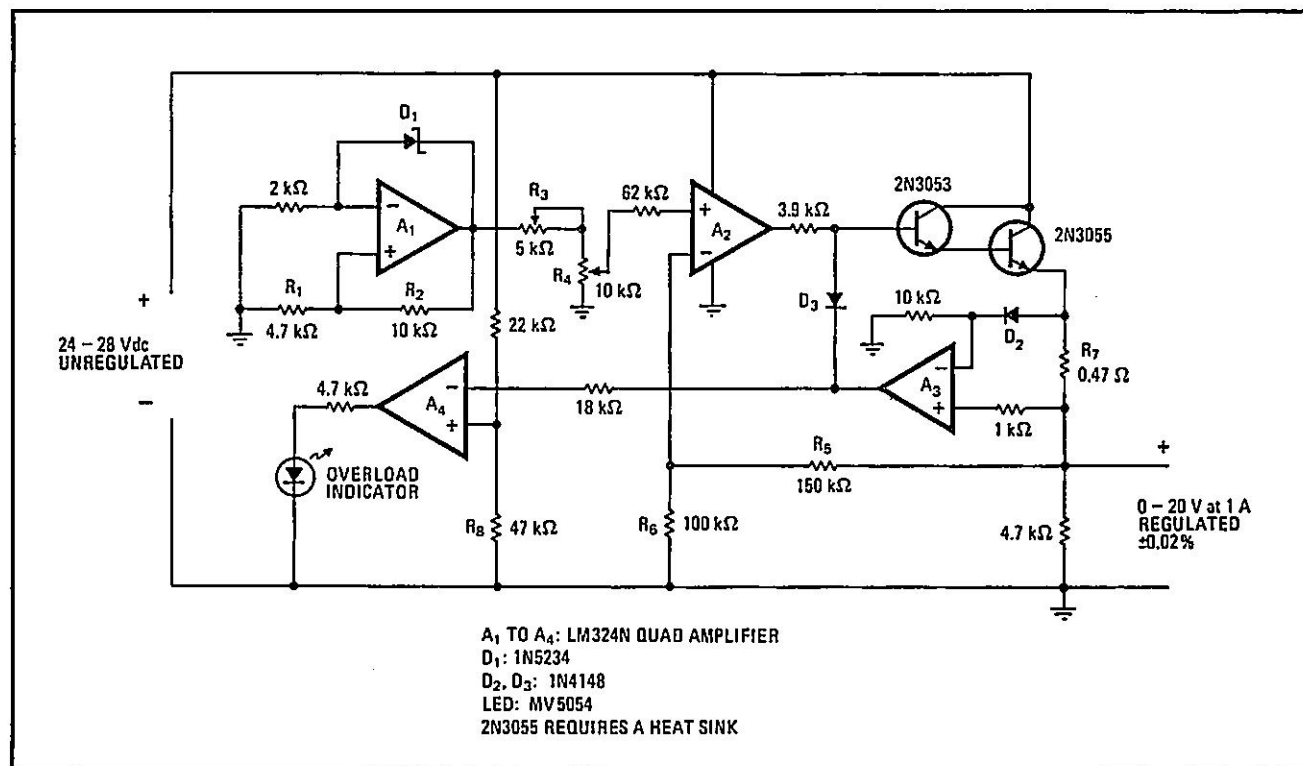 D1
2 kΩ
A1
−
+
R1
4.7 kΩ
R2
10 kΩ
R3
5 kΩ
R4
10 kΩ
62 kΩ
+
−
A2
3.9 kΩ
2N3053
2N3055
D3
10 kΩ
D2
R7
0.47 Ω
−
A3
+
1 kΩ
+
24 – 28 Vdc
UNREGULATED
−
22 kΩ
4.7 kΩ
−
A4
+
18 kΩ
R5
150 kΩ
OVERLOAD
INDICATOR
R8
47 kΩ
R6
100 kΩ
4.7 kΩ
+
0 – 20 V at 1 A
REGULATED
±0.02%
A1 TO A4: LM324N QUAD AMPLIFIER
D1: 1N5234
D2, D3: 1N4148
LED: MV5054
2N3055 REQUIRES A HEAT SINK